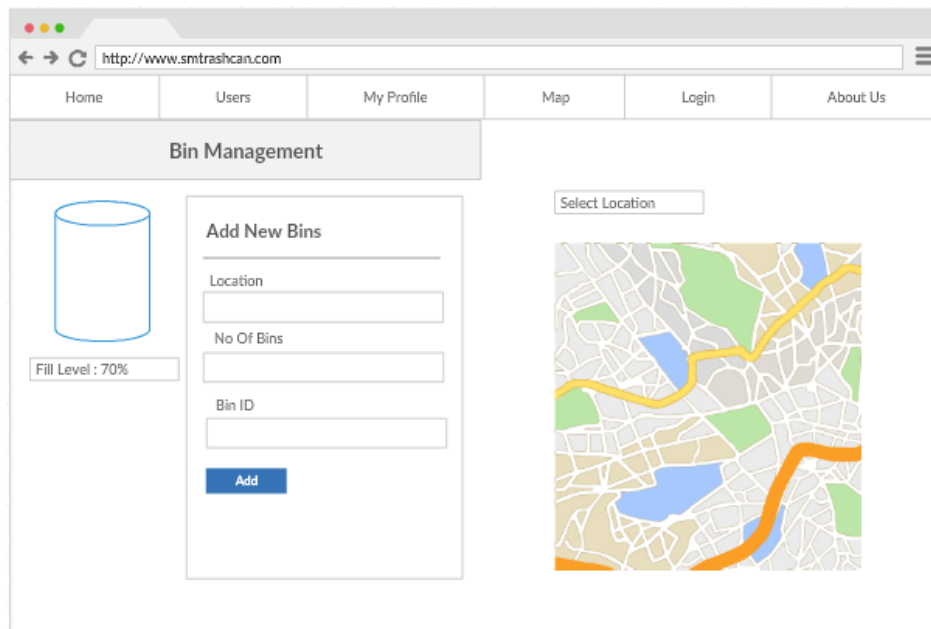 http://www.smtrashcan.com
Home Users My Profile Map Login About Us
Bin Management
Select Location
Add New Bins
Location
No Of Bins
Fill Level : 70%
Bin ID
Add